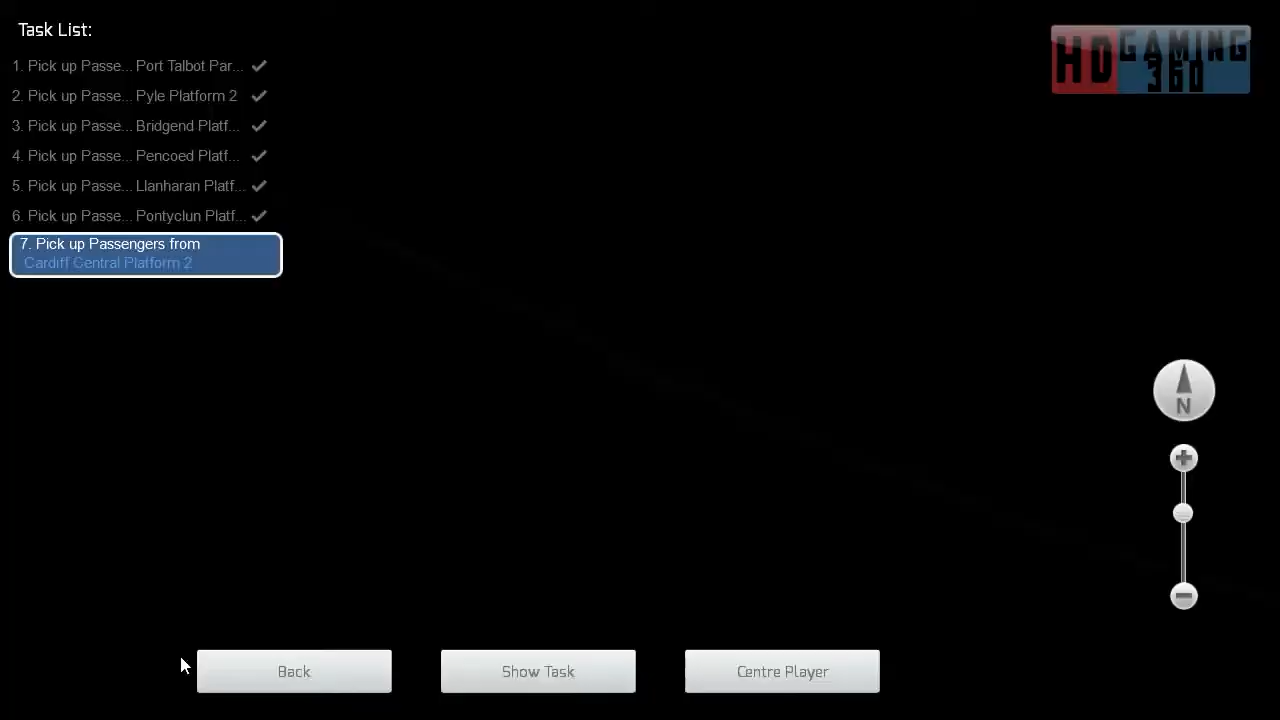 Task List:
HD GAMING 360
1. Pick up Passe... Port Talbot Par...
2. Pick up Passe... Pyle Platform 2
3. Pick up Passe... Bridgend Platf...
4. Pick up Passe... Pencoed Platf...
5. Pick up Passe... Llanharan Platf...
6. Pick up Passe... Pontyclun Platf...
7. Pick up Passengers from
Cardiff Central Platform 2
N
Back
Show Task
Centre Player